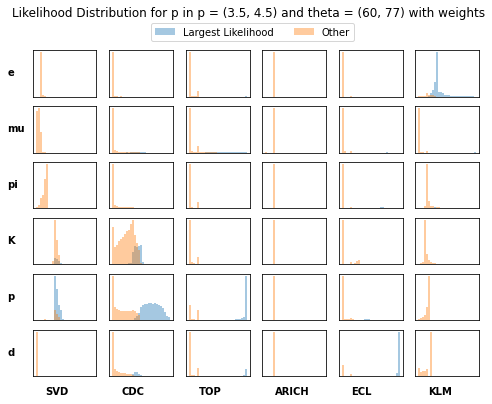 Likelihood Distribution for p in p = (3.5, 4.5) and theta = (60, 77) with weights
Largest Likelihood Other
e
mu
pi
K
p
d
SVD CDC TOP ARICH ECL KLM